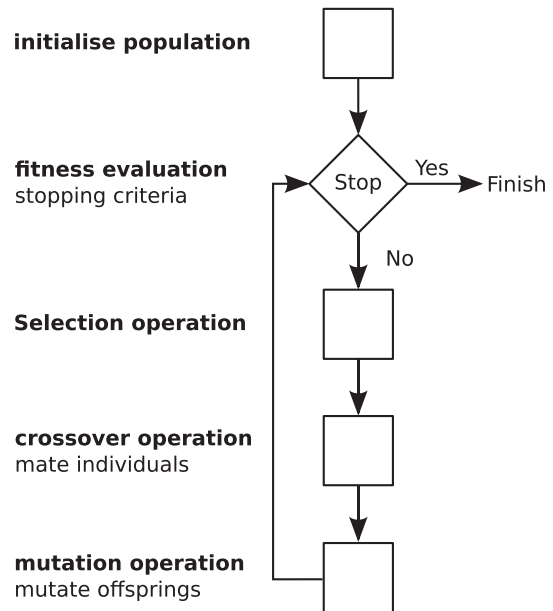 initialise population
fitness evaluation
stopping criteria
Stop
Yes
Finish
No
Selection operation
crossover operation
mate individuals
mutation operation
mutate offsprings